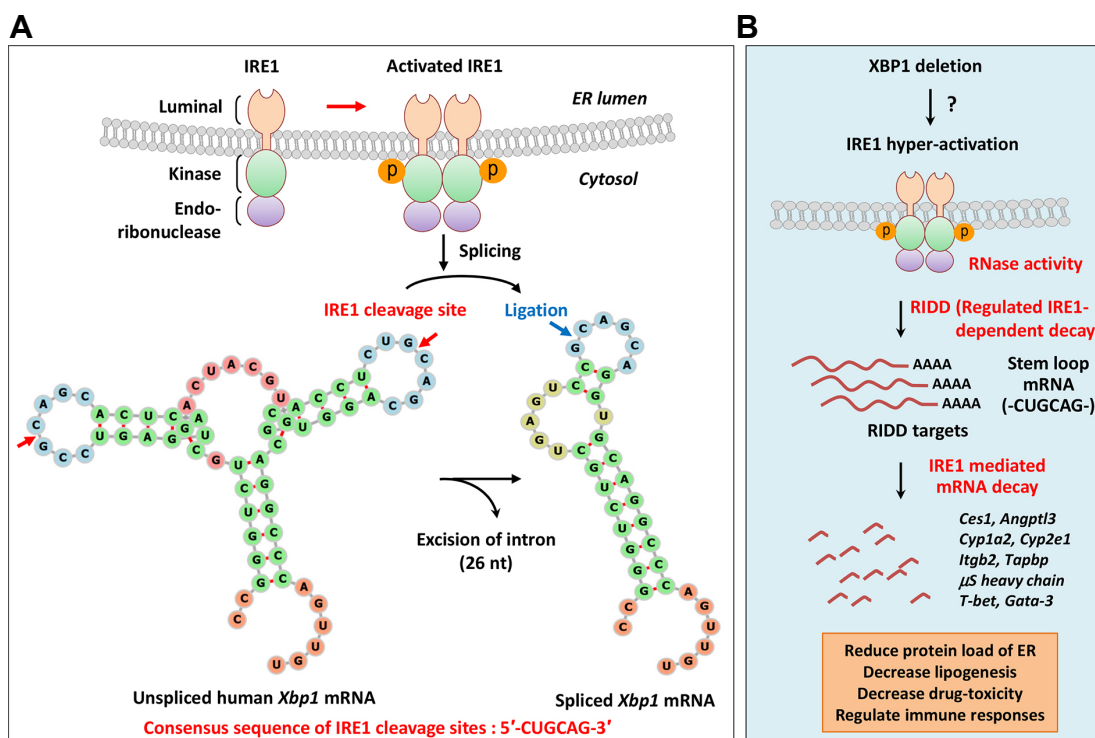 A
IRE1
Activated IRE1
Luminal
ER lumen
Kinase
p
p
Cytosol
Endo-
ribonuclease
Splicing
IRE1 cleavage site
Ligation
Excision of intron
(26 nt)
Unspliced human Xbp1 mRNA
Spliced Xbp1 mRNA
Consensus sequence of IRE1 cleavage sites : 5′-CUGCAG-3′
B
XBP1 deletion
?
IRE1 hyper-activation
p
p
RNase activity
RIDD (Regulated IRE1-
dependent decay
AAAA
AAAA
AAAA
Stem loop
mRNA
(-CUGCAG-)
RIDD targets
IRE1 mediated
mRNA decay
Ces1, Angptl3
Cyp1a2, Cyp2e1
Itgb2, Tapbp
μS heavy chain
T-bet, Gata-3
Reduce protein load of ER
Decrease lipogenesis
Decrease drug-toxicity
Regulate immune responses